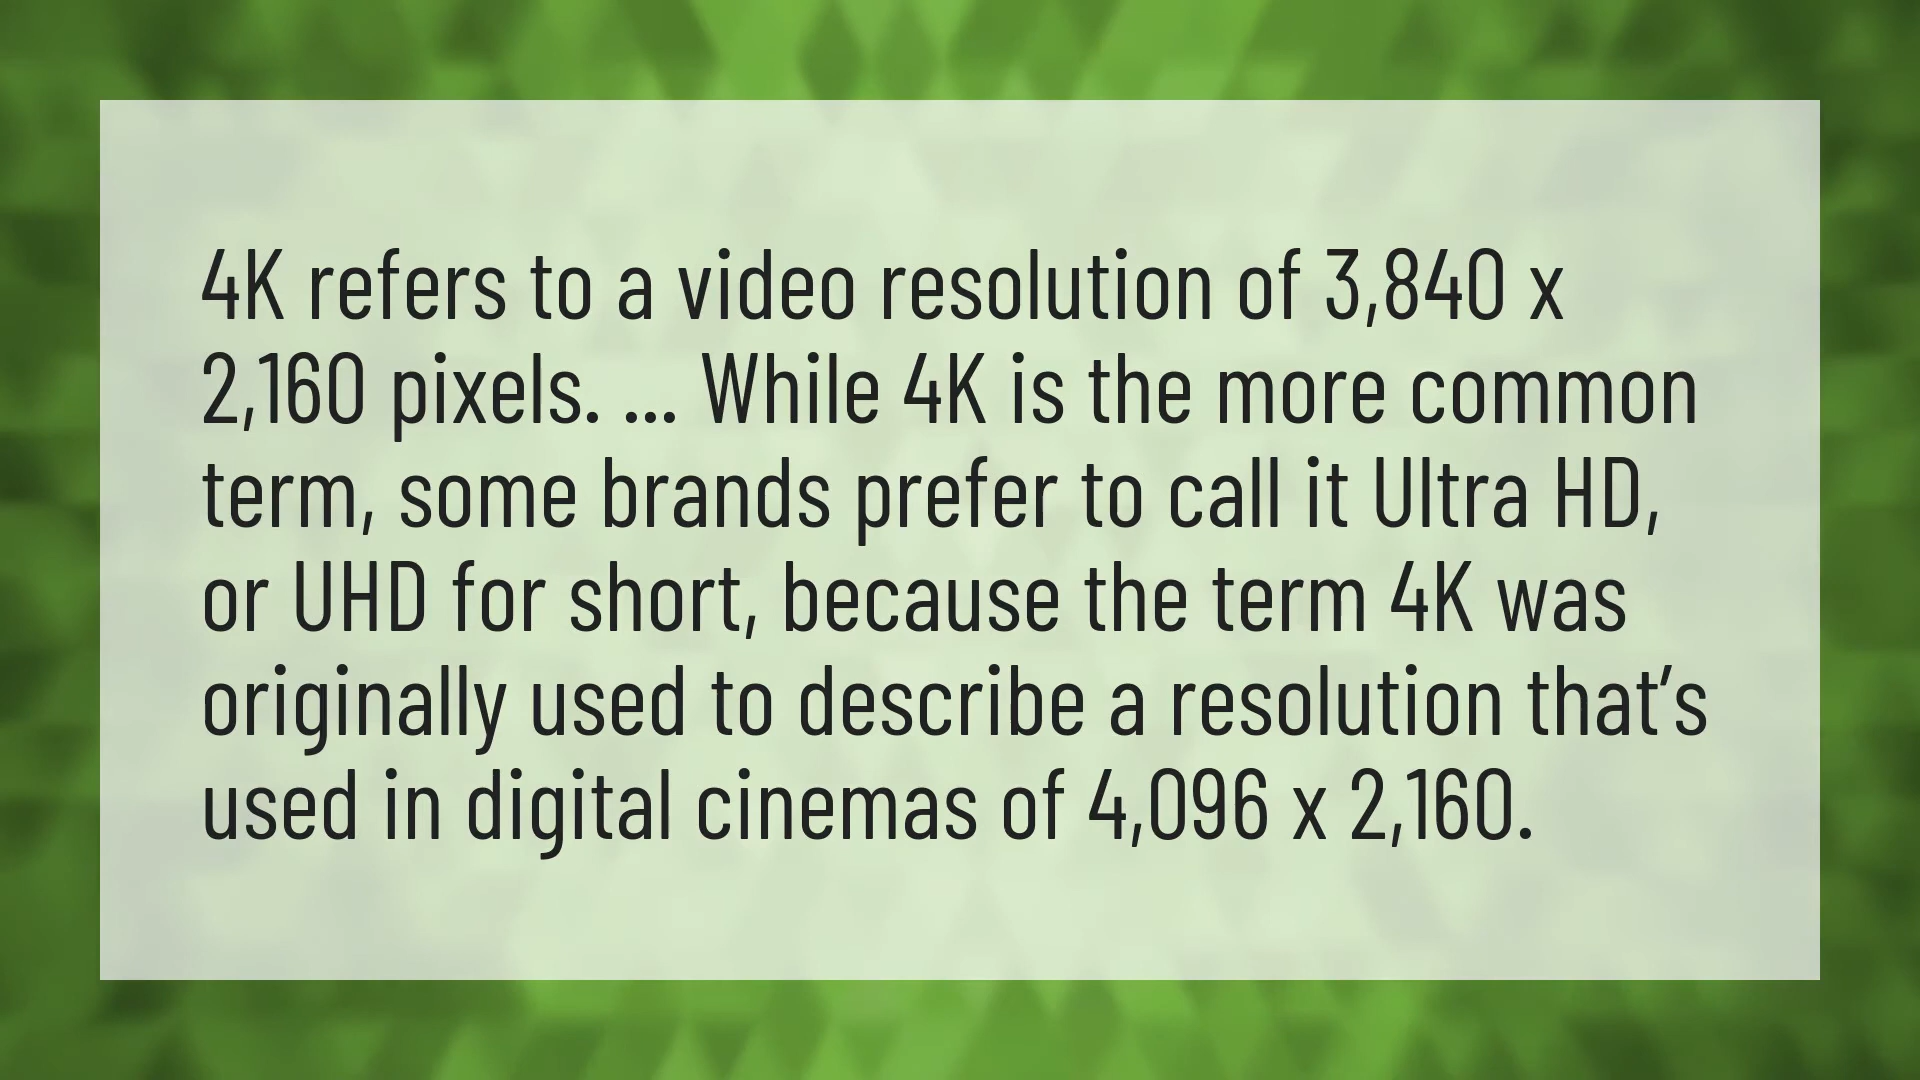 4K refers to a video resolution of 3,840 x
2,160 pixels. ... While 4K is the more common
term, some brands prefer to call it Ultra HD,
or UHD for short, because the term 4K was
originally used to describe a resolution that’s
used in digital cinemas of 4,096 x 2,160.